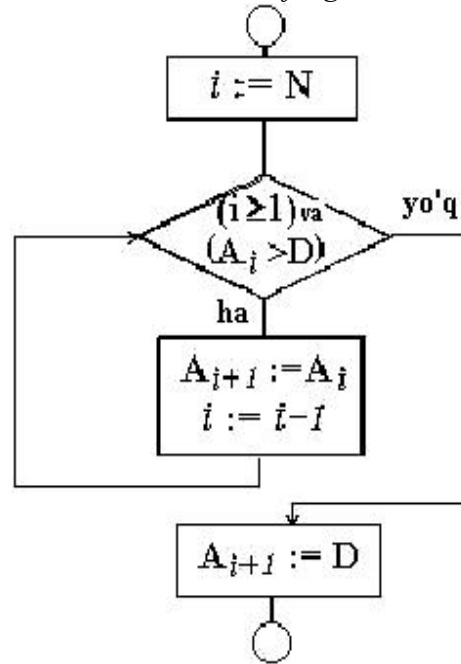 i := N
(i ≥1) va
(A_i >D)
yo'q
ha
A_{i+1} :=A_i
i := i−1
A_{i+1} := D